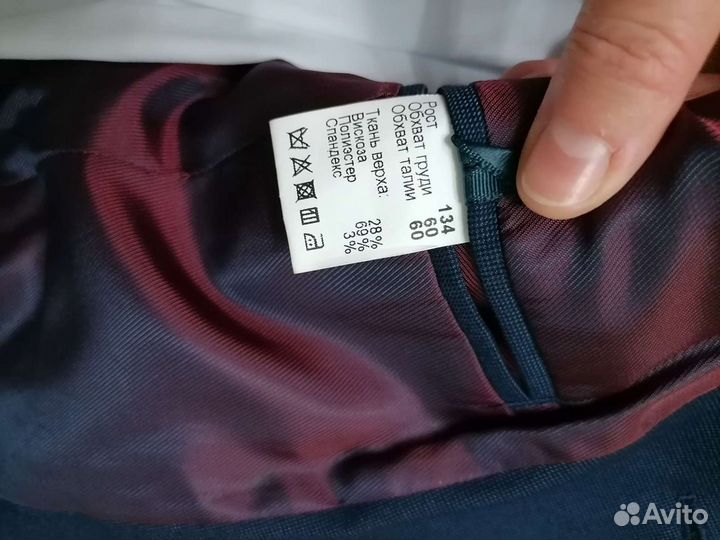 Рост 134
Обхват груди 60
Обхват талии 60
Ткань верха:
Вискоза 28%
Полиэстер 69%
Спандекс 3%
Avito